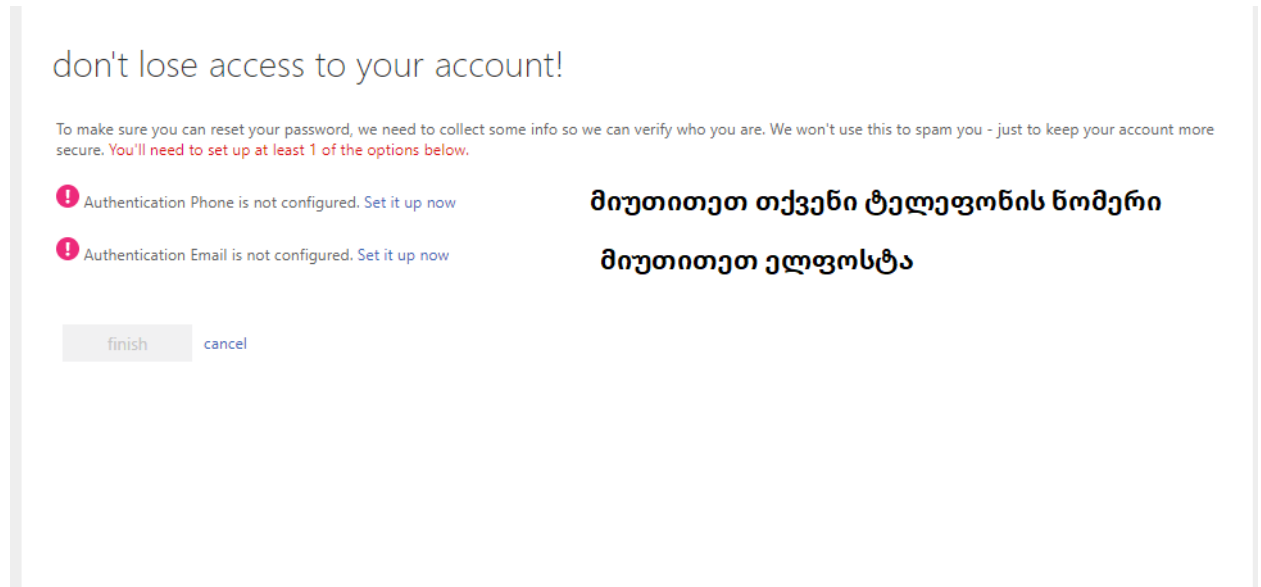 don't lose access to your account!
To make sure you can reset your password, we need to collect some info so we can verify who you are. We won't use this to spam you - just to keep your account more
secure. You'll need to set up at least 1 of the options below.
! Authentication Phone is not configured. Set it up now მიუთითეთ თქვენი ტელეფონის ნომერი
! Authentication Email is not configured. Set it up now მიუთითეთ ელფოსტა
finish cancel